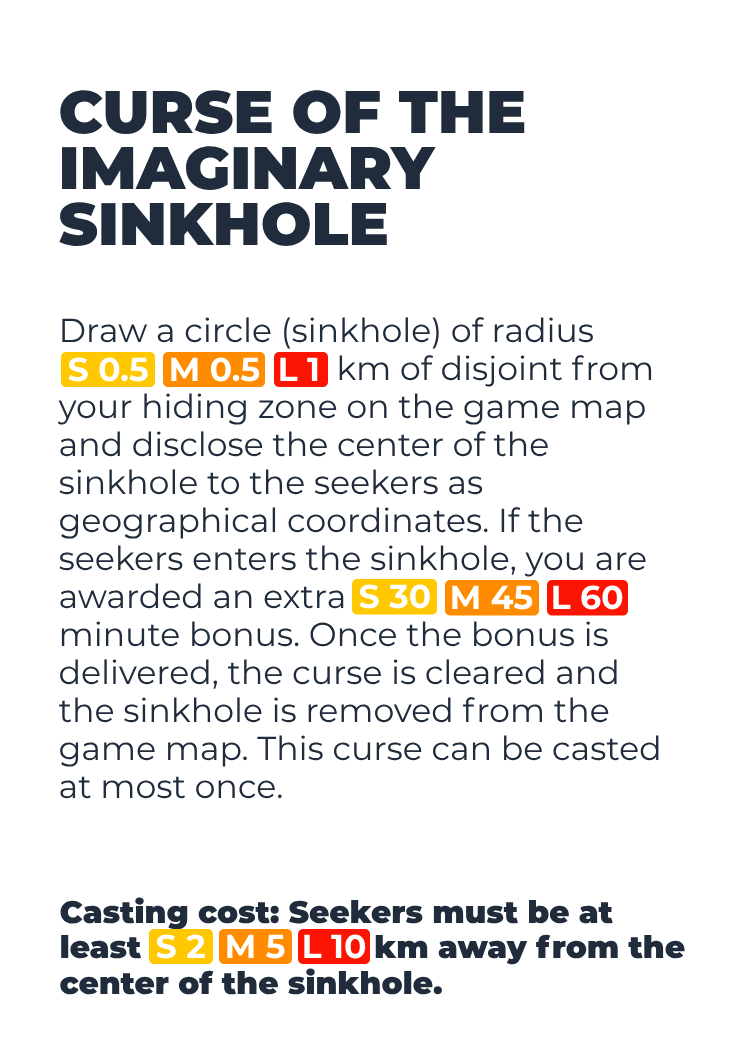 CURSE OF THE
IMAGINARY
SINKHOLE
Draw a circle (sinkhole) of radius
S 0.5 M 0.5 L 1 km of disjoint from
your hiding zone on the game map
and disclose the center of the
sinkhole to the seekers as
geographical coordinates. If the
seekers enters the sinkhole, you are
awarded an extra S 30 M 45 L 60
minute bonus. Once the bonus is
delivered, the curse is cleared and
the sinkhole is removed from the
game map. This curse can be casted
at most once.
Casting cost: Seekers must be at
least S 2 M 5 L 10 km away from the
center of the sinkhole.